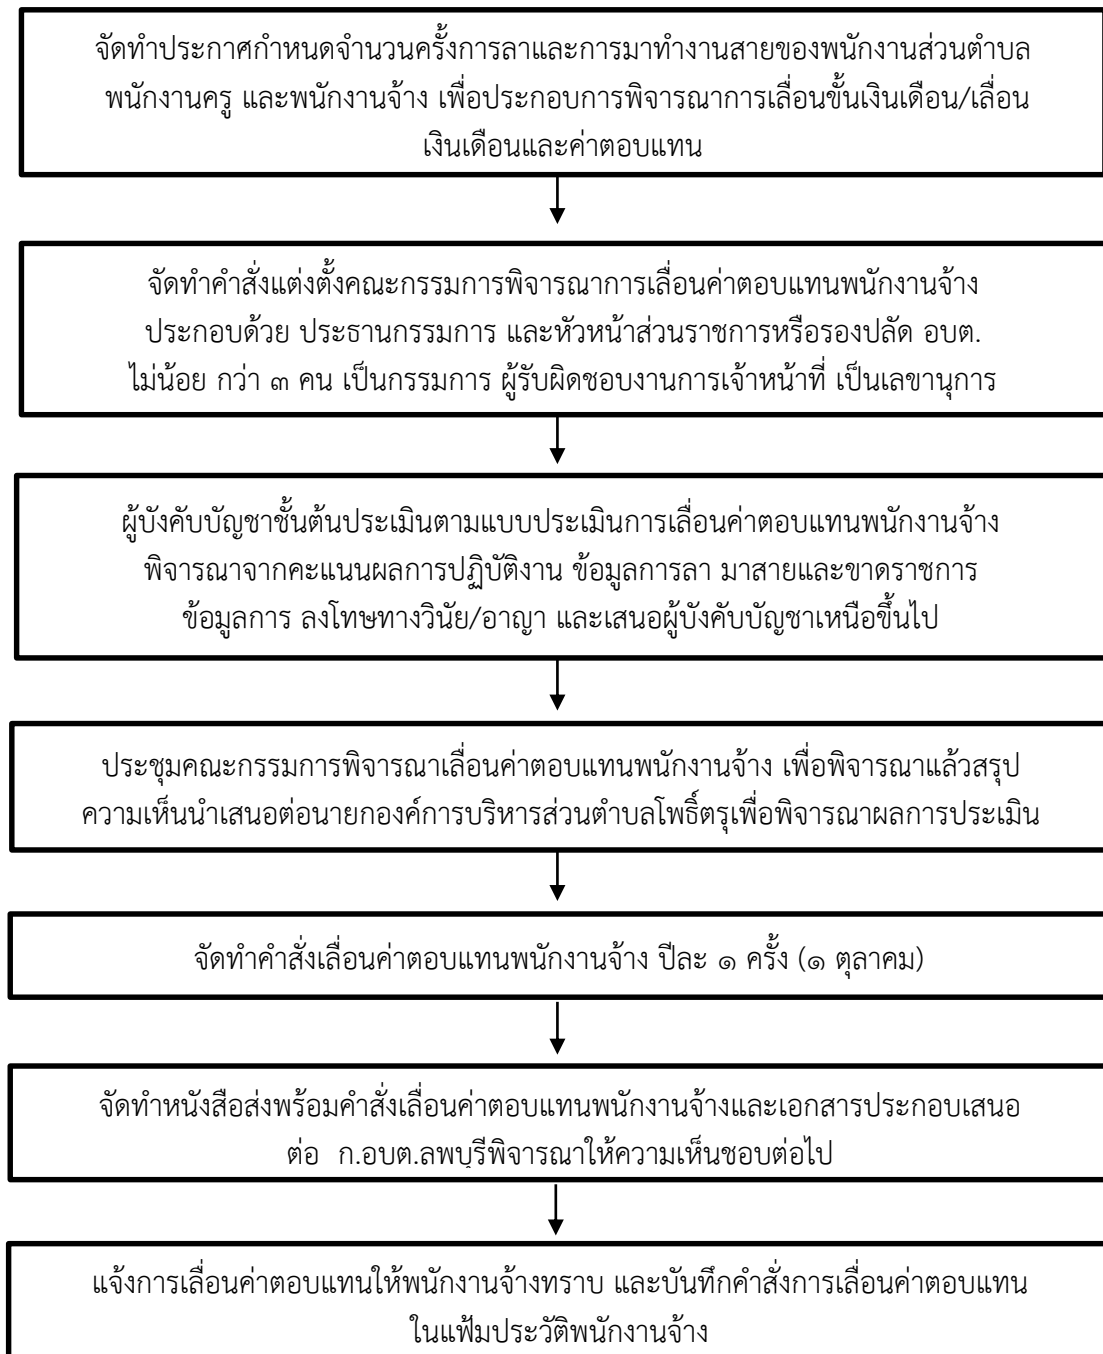 จัดทำประกาศกำหนดจำนวนครั้งการลาและการมาทำงานสายของพนักงานส่วนตำบล
พนักงานครู และพนักงานจ้าง เพื่อประกอบการพิจารณาการเลื่อนขั้นเงินเดือน/เลื่อน
เงินเดือนและค่าตอบแทน
จัดทำคำสั่งแต่งตั้งคณะกรรมการพิจารณาการเลื่อนค่าตอบแทนพนักงานจ้าง
ประกอบด้วย ประธานกรรมการ และหัวหน้าส่วนราชการหรือรองปลัด อบต.
ไม่น้อย กว่า ๓ คน เป็นกรรมการ ผู้รับผิดชอบงานการเจ้าหน้าที่ เป็นเลขานุการ
ผู้บังคับบัญชาชั้นต้นประเมินตามแบบประเมินการเลื่อนค่าตอบแทนพนักงานจ้าง
พิจารณาจากคะแนนผลการปฏิบัติงาน ข้อมูลการลา มาสายและขาดราชการ
ข้อมูลการ ลงโทษทางวินัย/อาญา และเสนอผู้บังคับบัญชาเหนือขึ้นไป
ประชุมคณะกรรมการพิจารณาเลื่อนค่าตอบแทนพนักงานจ้าง เพื่อพิจารณาแล้วสรุป
ความเห็นนำเสนอต่อนายกองค์การบริหารส่วนตำบลโพธิ์ตรุเพื่อพิจารณาผลการประเมิน
จัดทำคำสั่งเลื่อนค่าตอบแทนพนักงานจ้าง ปีละ ๑ ครั้ง (๑ ตุลาคม)
จัดทำหนังสือส่งพร้อมคำสั่งเลื่อนค่าตอบแทนพนักงานจ้างและเอกสารประกอบเสนอ
ต่อ ก.อบต.ลพบุรีพิจารณาให้ความเห็นชอบต่อไป
แจ้งการเลื่อนค่าตอบแทนให้พนักงานจ้างทราบ และบันทึกคำสั่งการเลื่อนค่าตอบแทน
ในแฟ้มประวัติพนักงานจ้าง